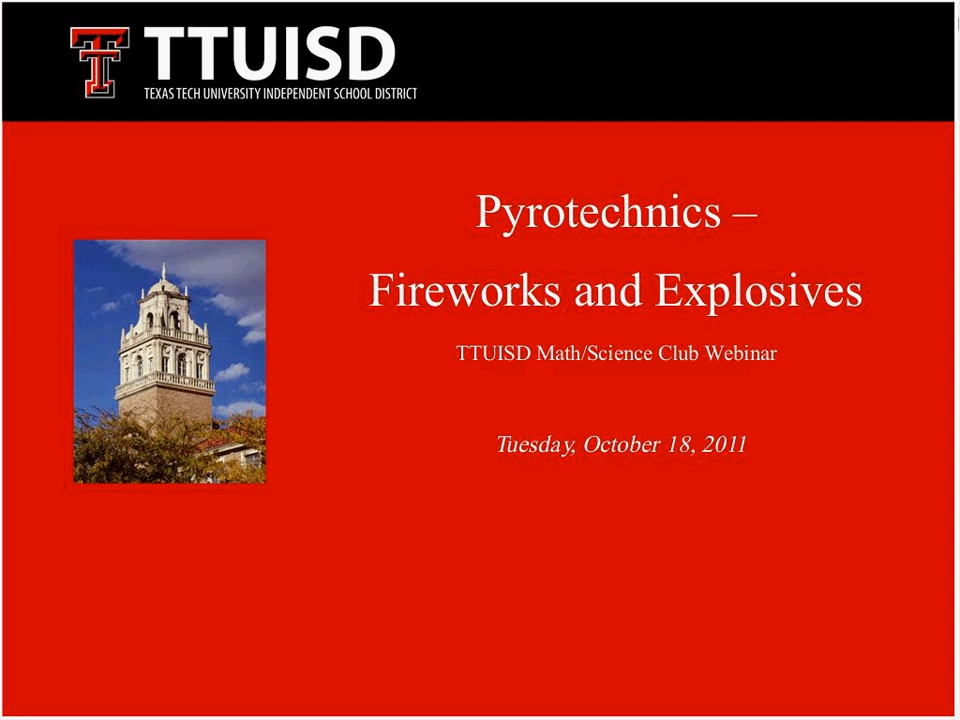 TTUISD
TEXAS TECH UNIVERSITY INDEPENDENT SCHOOL DISTRICT
Pyrotechnics –
Fireworks and Explosives
TTUISD Math/Science Club Webinar
Tuesday, October 18, 2011